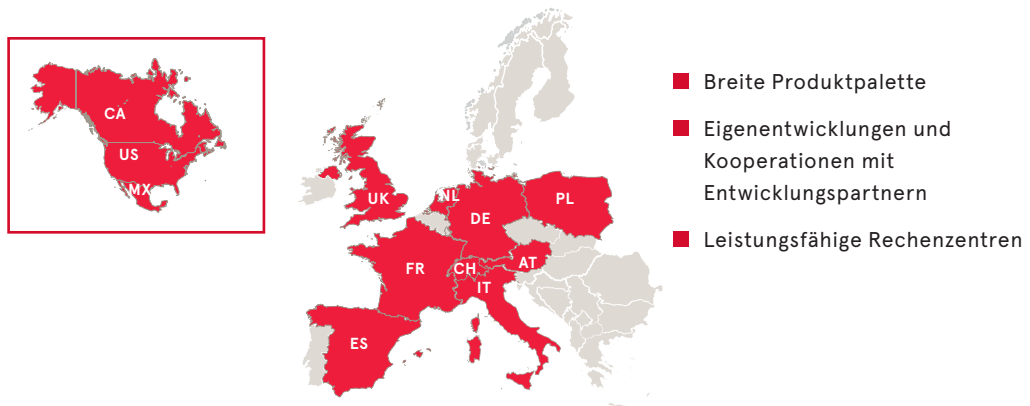 CA
US
MX
UK
NL
DE
PL
FR
CH
AT
IT
ES
Breite Produktpalette
Eigenentwicklungen und
Kooperationen mit
Entwicklungspartnern
Leistungsfähige Rechenzentren